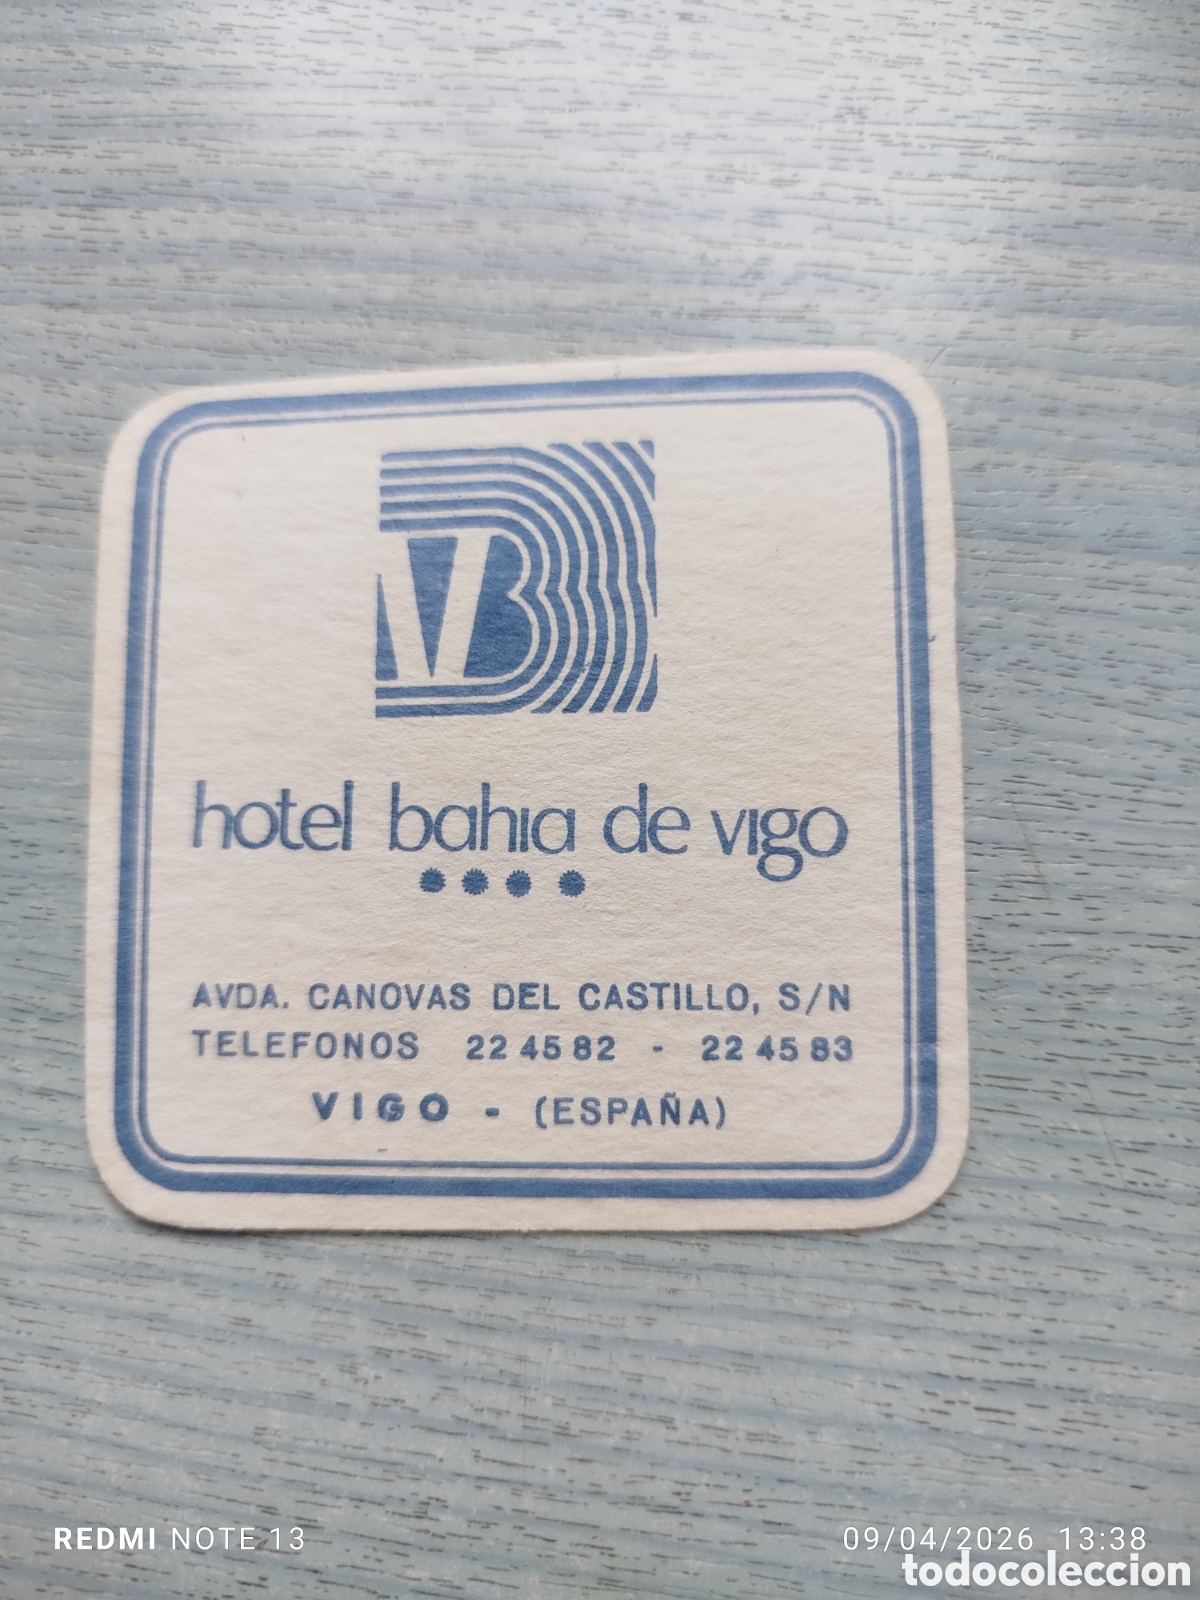 VB
hotel bahia de vigo
AVDA. CANOVAS DEL CASTILLO, S/N
TELEFONOS 22 45 82 - 22 45 83
VIGO - (ESPAÑA)
REDMI NOTE 13
09/04/2026 13:38
todocoleccion